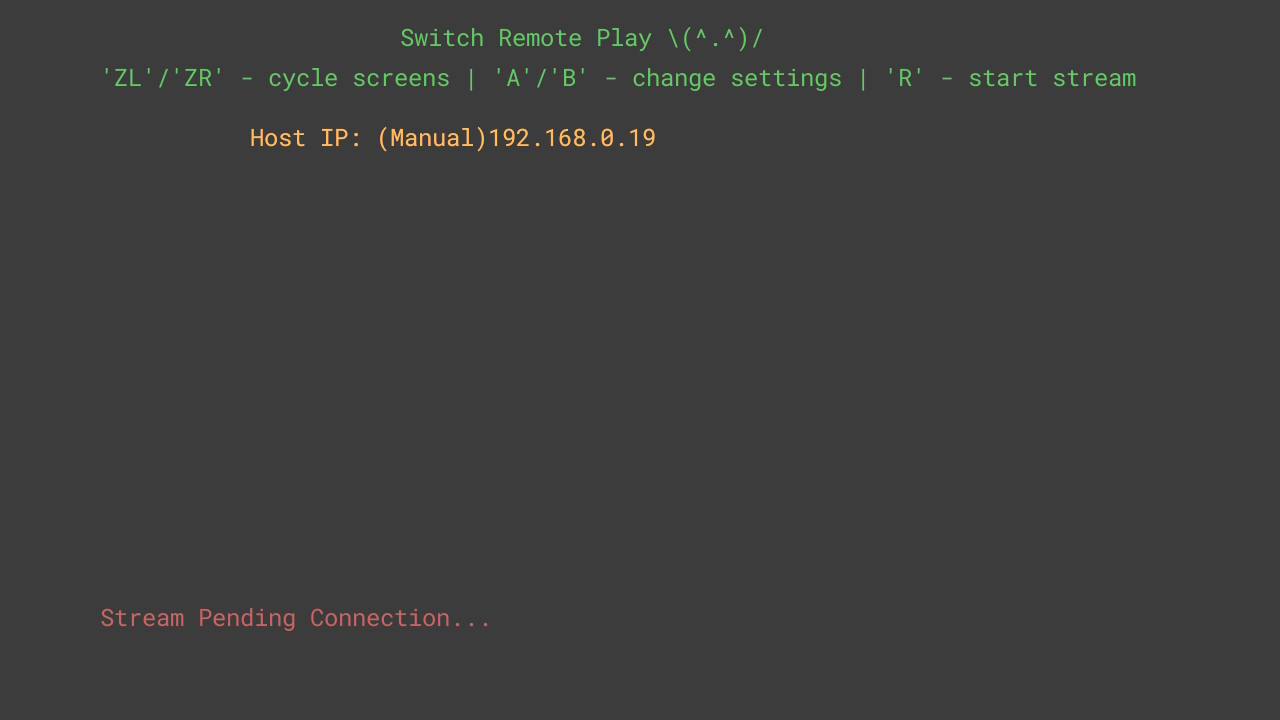 Switch Remote Play \(^.^)/
'ZL'/'ZR' - cycle screens | 'A'/'B' - change settings | 'R' - start stream
Host IP: (Manual)192.168.0.19
Stream Pending Connection...